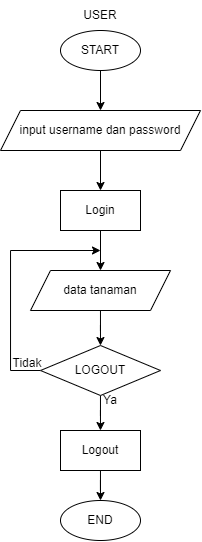 USER
START
input username dan password
Login
data tanaman
Tidak
LOGOUT
Ya
Logout
END